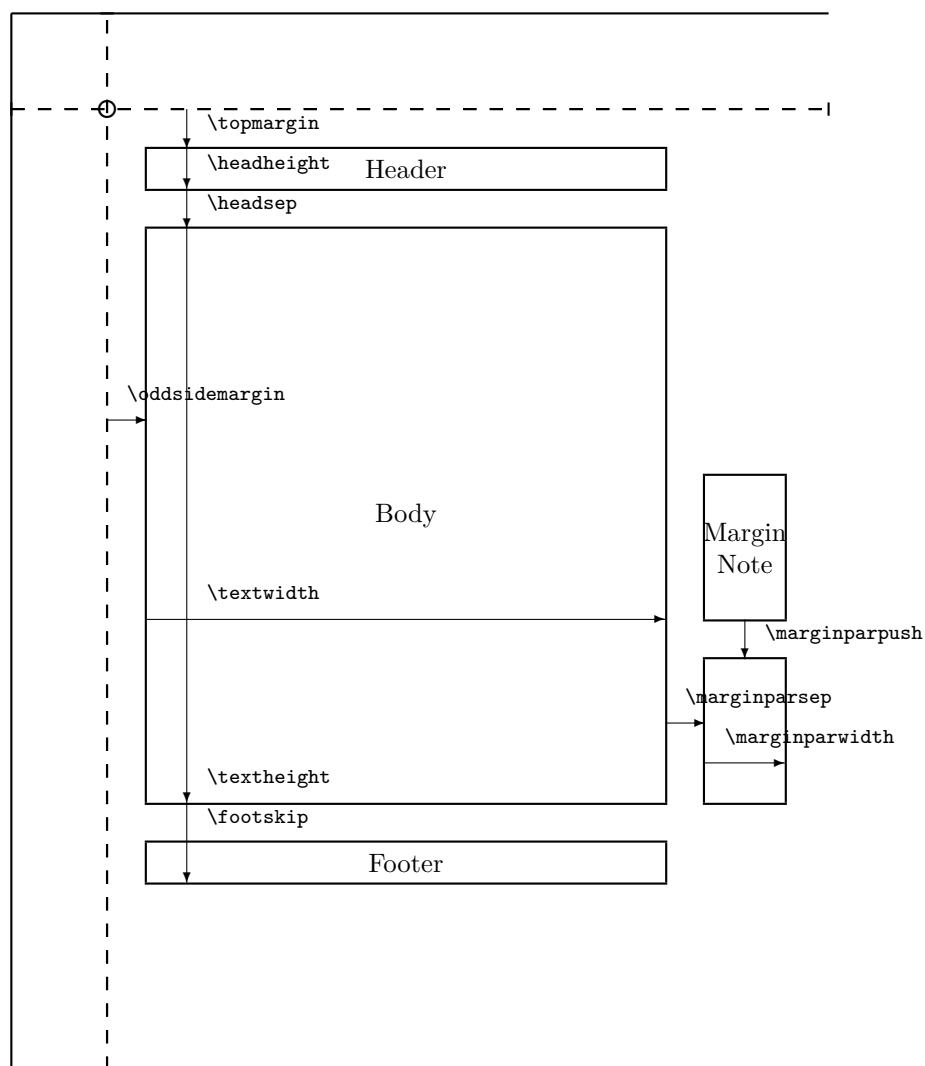 \topmargin
\headheight
Header
\headsep
\oddsidemargin
Body
Margin
Note
\textwidth
\marginparpush
\marginparsep
\marginparwidth
\textheight
\footskip
Footer